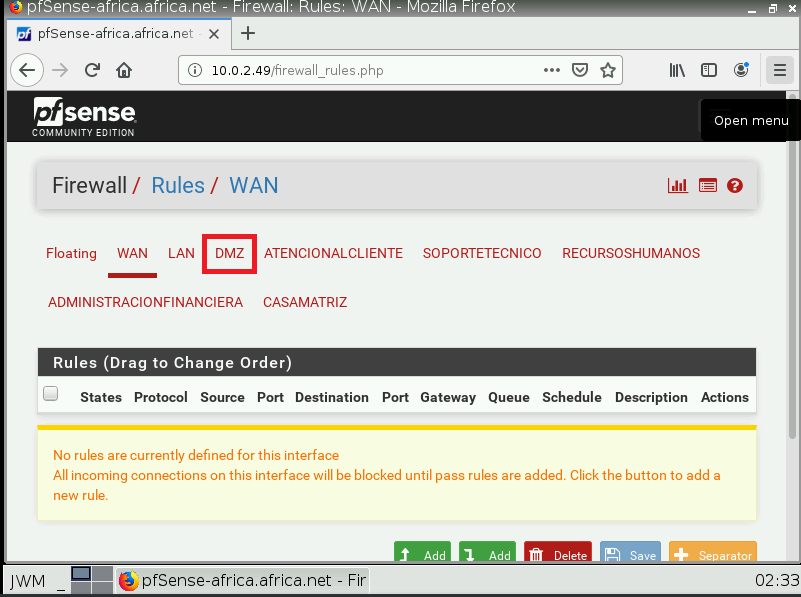 pfSense-africa.africa.net - Firewall: Rules: WAN - Mozilla Firefox
pfSense-africa.africa.net -
10.0.2.49/firewall_rules.php
pfsense
COMMUNITY EDITION
Open menu
Firewall / Rules / WAN
Floating WAN LAN DMZ ATENCIONALCLIENTE SOPORTETECNICO RECURSOSHUMANOS
ADMINISTRACIONFINANCIERA CASAMATRIZ
Rules (Drag to Change Order)
States Protocol Source Port Destination Port Gateway Queue Schedule Description Actions
No rules are currently defined for this interface
All incoming connections on this interface will be blocked until pass rules are added. Click the button to add a
new rule.
Add Add Delete Save Separator
JWM _ pfSense-africa.africa.net - Fir 02:33